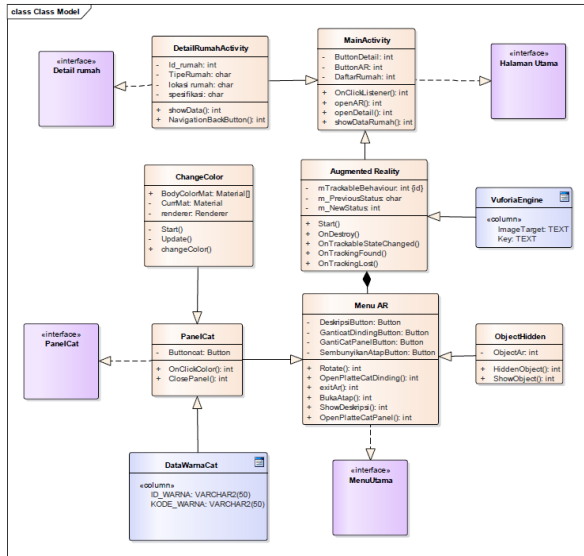 class Class Model
«interface»
Detail rumah
DetailRumahActivity
- Id_rumah: int
- TipeRumah: char
- lokasi rumah: char
- spesifikasi: char
+ showData(): int
+ NavigationBackButton(): int
MainActivity
- ButtonDetail: int
- ButtonAR: int
- DaftarRumah: int
+ OnClickListener(): int
+ openAR(): int
+ openDetail(): int
+ showDataRumah(): int
«interface»
Halaman Utama
ChangeColor
+ BodyColorMat: Material[]
- CurrMat: Material
- renderer: Renderer
- Start()
- Update()
+ changeColor()
Augmented Reality
- mTrackableBehaviour: int {id}
- m_PreviousStatus: char
- m_NewStatus: int
+ Start()
+ OnDestroy()
+ OnTrackableStateChanged()
+ OnTrackingFound()
+ OnTrackingLost()
VuforiaEngine
«column»
ImageTarget: TEXT
Key: TEXT
«interface»
PanelCat
PanelCat
- Buttoncat: Button
+ OnClickColor(): int
+ ClosePanel(): int
Menu AR
- DeskripsiButton: Button
- GanticatDindingButton: Button
- GantiCatPanelButton: Button
- SembunyikanAtapButton: Button
+ Rotate(): int
+ OpenPlatteCatDinding(): int
+ exitAr(): int
+ BukaAtap(): int
+ ShowDeskripsi(): int
+ OpenPlatteCatPanel(): int
ObjectHidden
- ObjectAr: int
+ HiddenObject(): int
+ ShowObject(): int
DataWarnaCat
«column»
ID_WARNA: VARCHAR2(50)
KODE_WARNA: VARCHAR2(50)
«interface»
MenuUtama